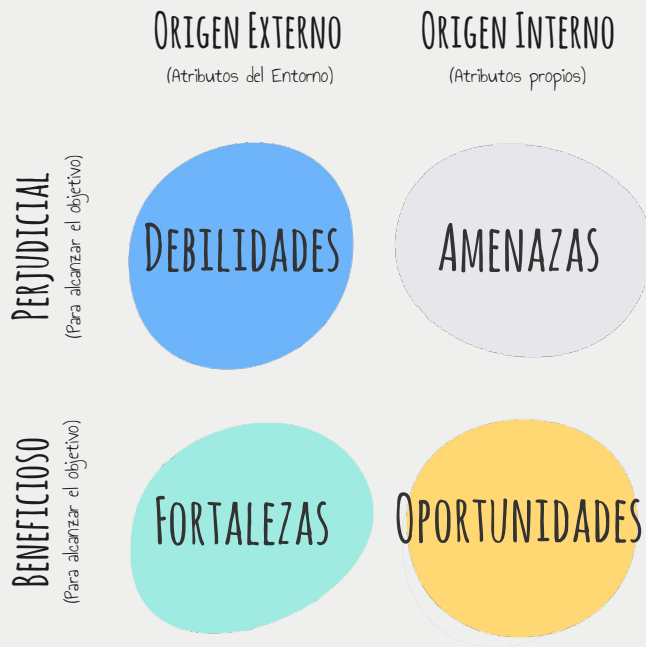 Origen Externo
(Atributos del Entorno)
Origen Interno
(Atributos propios)
Perjudicial
(Para alcanzar el objetivo)
Debilidades
Amenazas
Beneficioso
(Para alcanzar el objetivo)
Fortalezas
Oportunidades